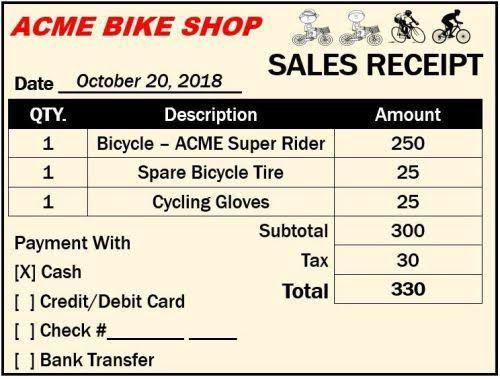 ACME BIKE SHOP
SALES RECEIPT
Date October 20, 2018
QTY. Description Amount
1 Bicycle – ACME Super Rider 250
1 Spare Bicycle Tire 25
1 Cycling Gloves 25
Subtotal 300
Payment With
Tax 30
[X] Cash
Total 330
[ ] Credit/Debit Card
[ ] Check #________ _____
[ ] Bank Transfer